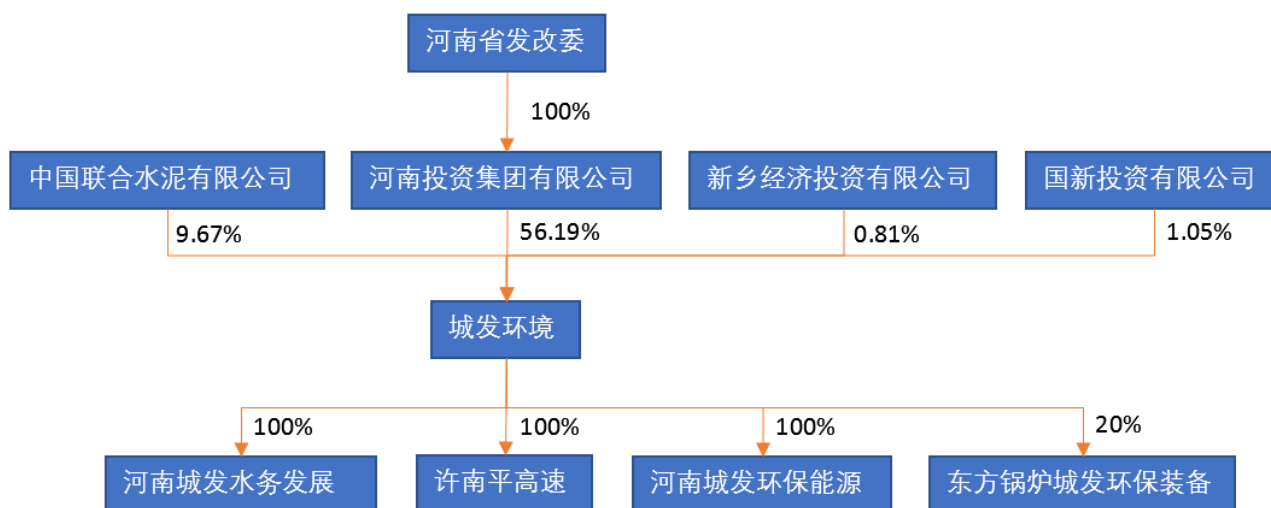 河南省发改委
100%
中国联合水泥有限公司
河南投资集团有限公司
新乡经济投资有限公司
国新投资有限公司
9.67%
56.19%
0.81%
1.05%
城发环境
100%
100%
100%
20%
河南城发水务发展
许南平高速
河南城发环保能源
东方锅炉城发环保装备